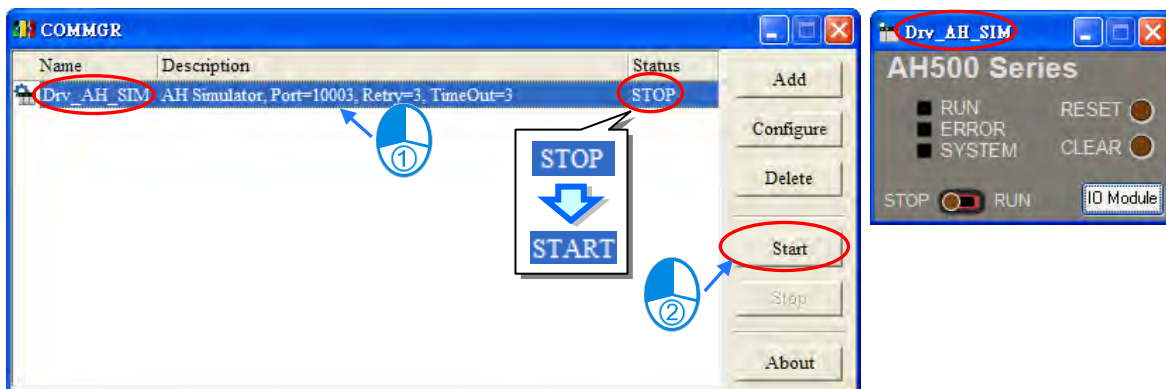 COMMGR
Name Description Status
Drv_AH_SIM AH Simulator, Port=10003, Retry=3, TimeOut=3 STOP
①
STOP
START
②
Add
Configure
Delete
Start
Stop
About
Drv_AH_SIM
AH500 Series
RUN RESET
ERROR
SYSTEM CLEAR
STOP RUN IO Module